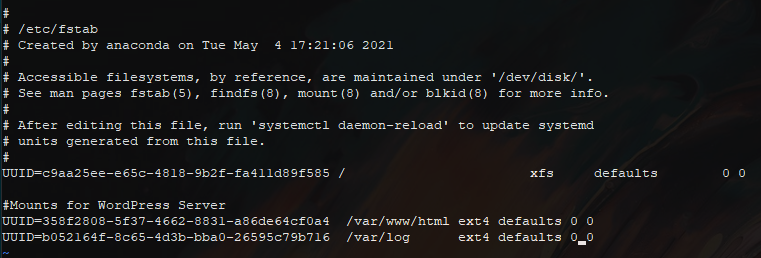 #
# /etc/fstab
# Created by anaconda on Tue May  4 17:21:06 2021
#
# Accessible filesystems, by reference, are maintained under '/dev/disk/'.
# See man pages fstab(5), findfs(8), mount(8) and/or blkid(8) for more info.
#
# After editing this file, run 'systemctl daemon-reload' to update systemd
# units generated from this file.
#
UUID=c9aa25ee-e65c-4818-9b2f-fa411d89f585 /                       xfs     defaults        0 0

#Mounts for WordPress Server
UUID=358f2808-5f37-4662-8831-a86de64cf0a4  /var/www/html ext4 defaults 0 0
UUID=b052164f-8c65-4d3b-bba0-26595c79b716  /var/log      ext4 defaults 0 0
~